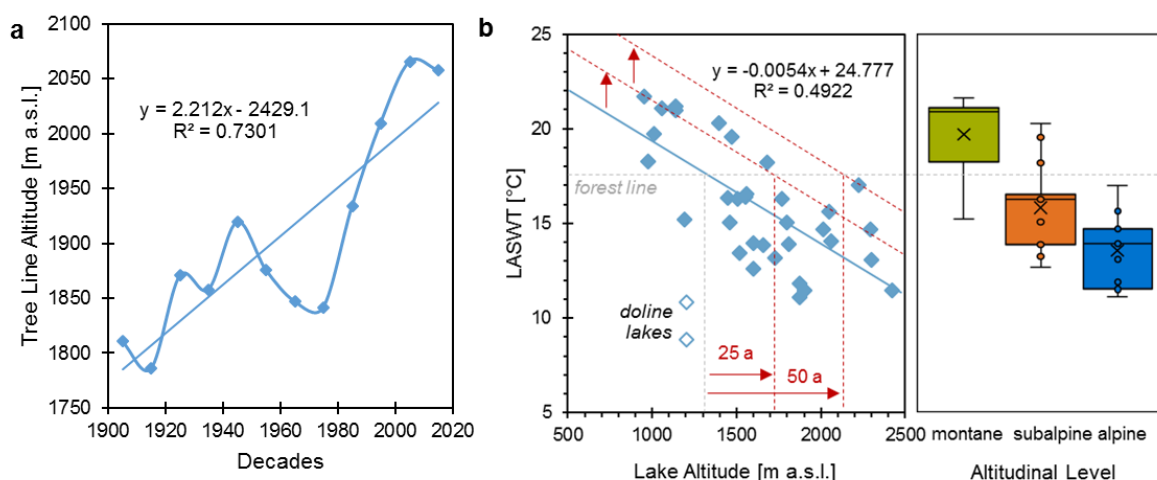 a
2100
2050
2000
1950
1900
1850
1800
1750
Tree Line Altitude [m a.s.l.]
y = 2.212x - 2429.1
R² = 0.7301
1900 1920 1940 1960 1980 2000 2020
Decades
b
25
20
15
10
5
LASWT [°C]
y = -0.0054x + 24.777
R² = 0.4922
forest line
doline
lakes
25 a
50 a
500 1000 1500 2000 2500
Lake Altitude [m a.s.l.]
montane subalpine alpine
Altitudinal Level